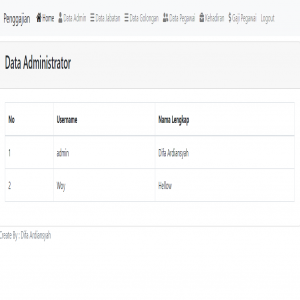 Penggajian Home Data Admin Data Jabatan Data Golongan Data Pegawai Kehadiran Gaji Pegawai Logout
Data Administrator
No Username Nama Lengkap
1 admin Difa Ardiansyah
2 Woy Hellow
Create By : Difa Ardiansyah